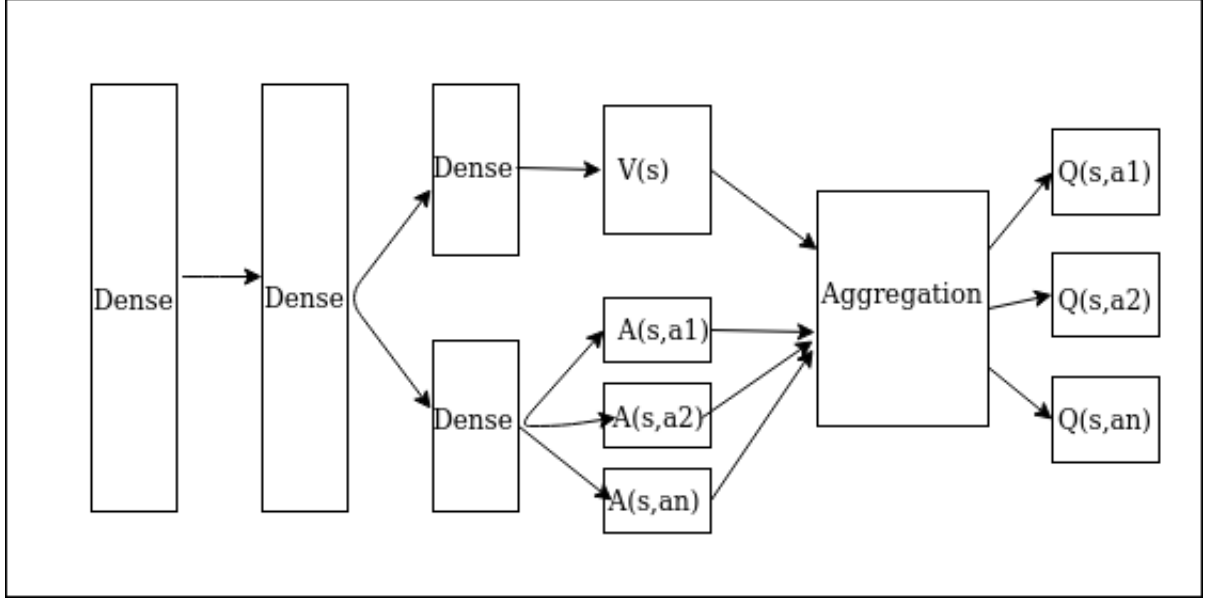 Dense
Dense
Dense
Dense
V(s)
A(s,a1)
A(s,a2)
A(s,an)
Aggregation
Q(s,a1)
Q(s,a2)
Q(s,an)